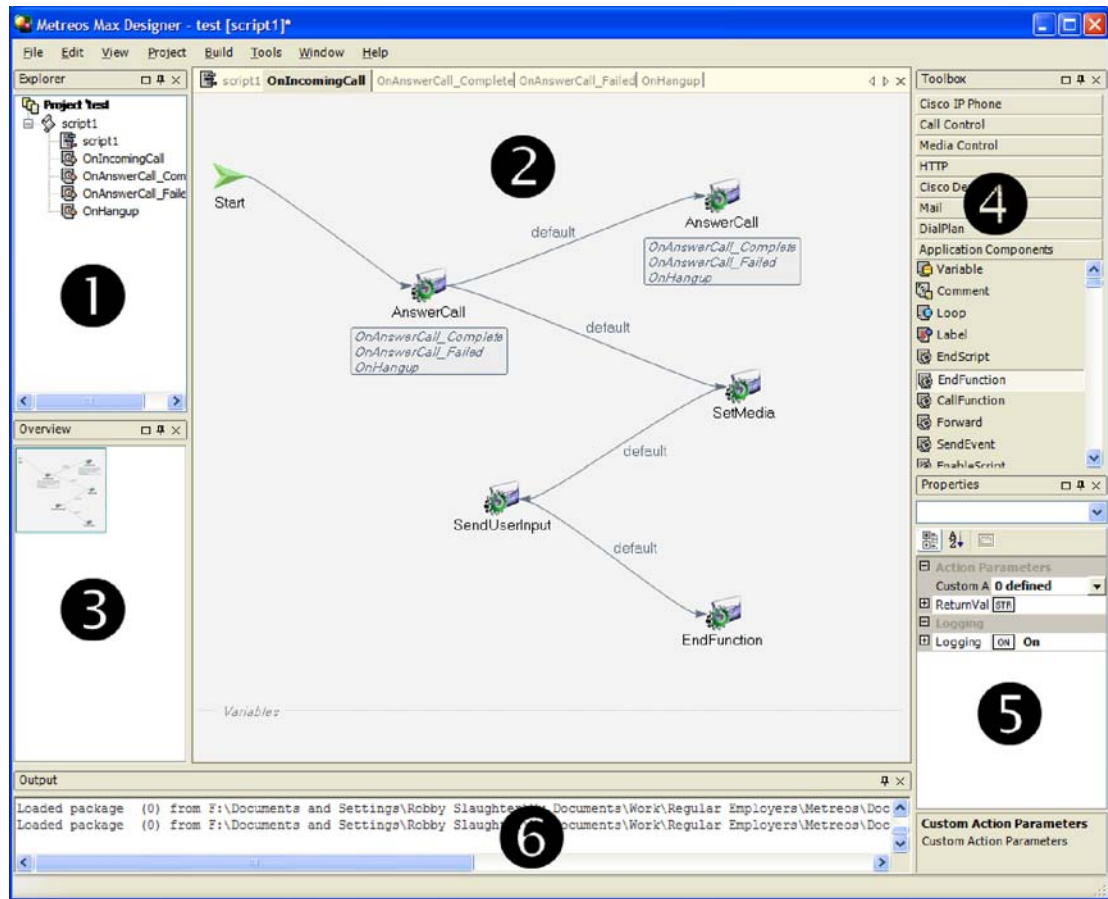 Metreos Max Designer - test [script1]*
File Edit View Project Build Tools Window Help
Explorer
Project 'test'
script1
script1
OnIncomingCall
OnAnswerCall_Com
OnAnswerCall_Faile
OnHangup
1
Overview
3
script1 OnIncomingCall OnAnswerCall_Complete OnAnswerCall_Failed OnHangup
2
Start
default
AnswerCall
OnAnswerCall_Complete
OnAnswerCall_Failed
OnHangup
AnswerCall
OnAnswerCall_Complete
OnAnswerCall_Failed
OnHangup
default
SetMedia
default
SendUserInput
default
EndFunction
Variables
Toolbox
Cisco IP Phone
Call Control
Media Control
HTTP
Cisco
Mail
DialPlan
4
Application Components
Variable
Comment
Loop
Label
EndScript
EndFunction
CallFunction
Forward
SendEvent
EnableScript
Properties
Action Parameters
Custom A 0 defined
ReturnVal STR
Logging
Logging ON On
5
Custom Action Parameters
Custom Action Parameters
Output
Loaded package (0) from F:\Documents and Settings\Robby Slaughter\ Documents\Work\Regular Employers\Metreos\Doc
Loaded package (0) from F:\Documents and Settings\Robby Slaught Documents\Work\Regular Employers\Metreos\Doc
6